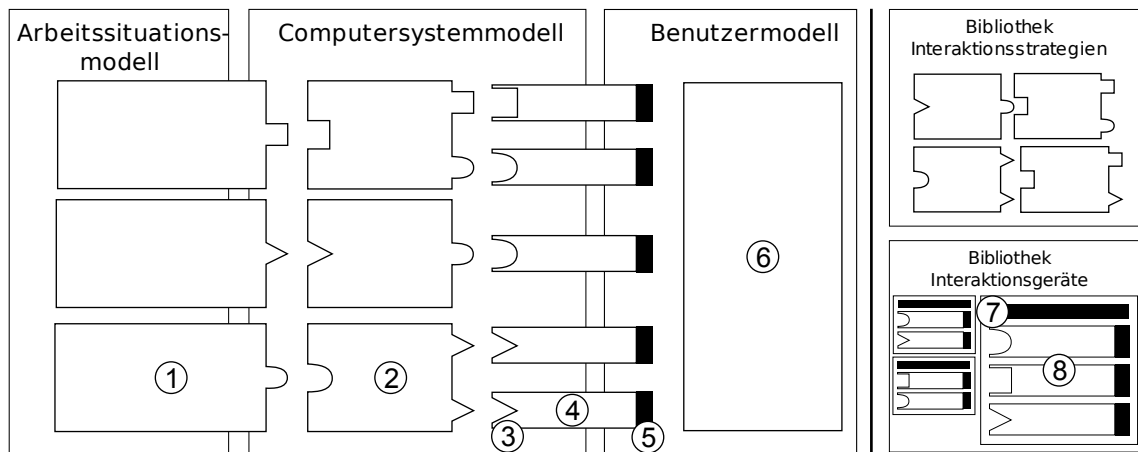 Arbeitssituations-
modell
Computersystemmodell
Benutzermodell
Bibliothek
Interaktionsstrategien
Bibliothek
Interaktionsgeräte
1
2
3
4
5
6
7
8